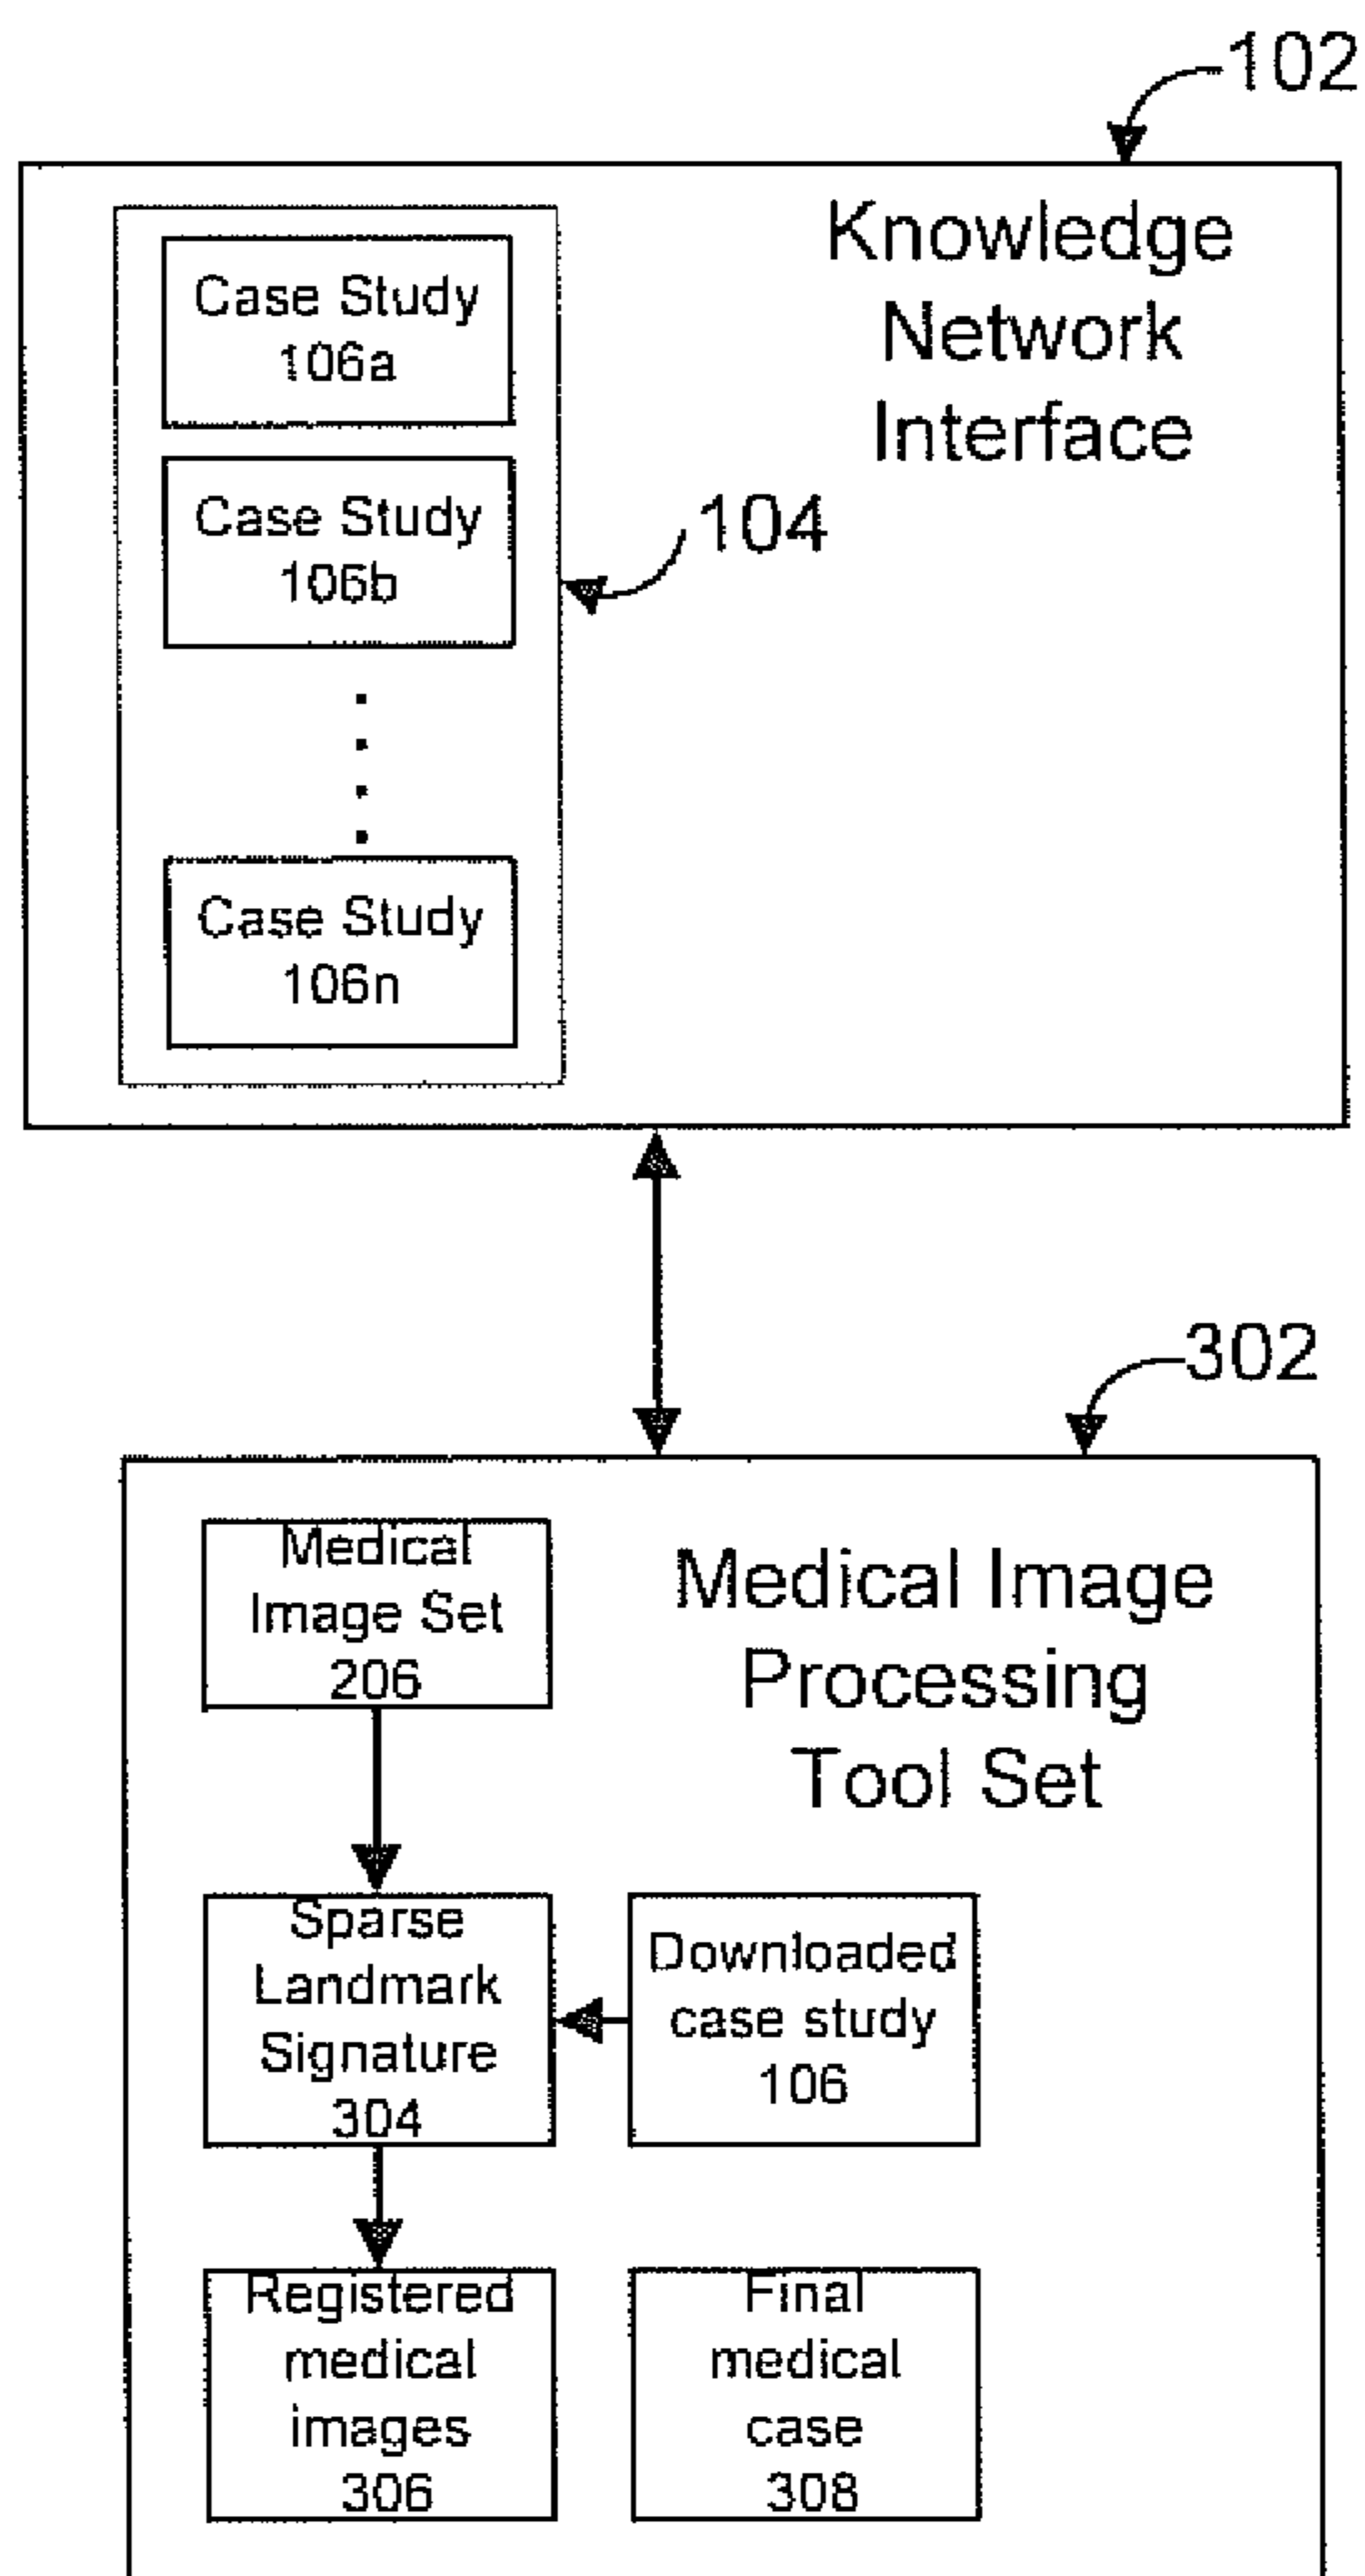 102
Knowledge
Network
Interface
Case Study
106a
Case Study
106b
104
Case Study
106n
302
Medical Image
Processing
Tool Set
Medical
Image Set
206
Sparse
Landmark
Signature
304
Downloaded
case study
106
Registered
medical
images
306
Final
medical
case
308